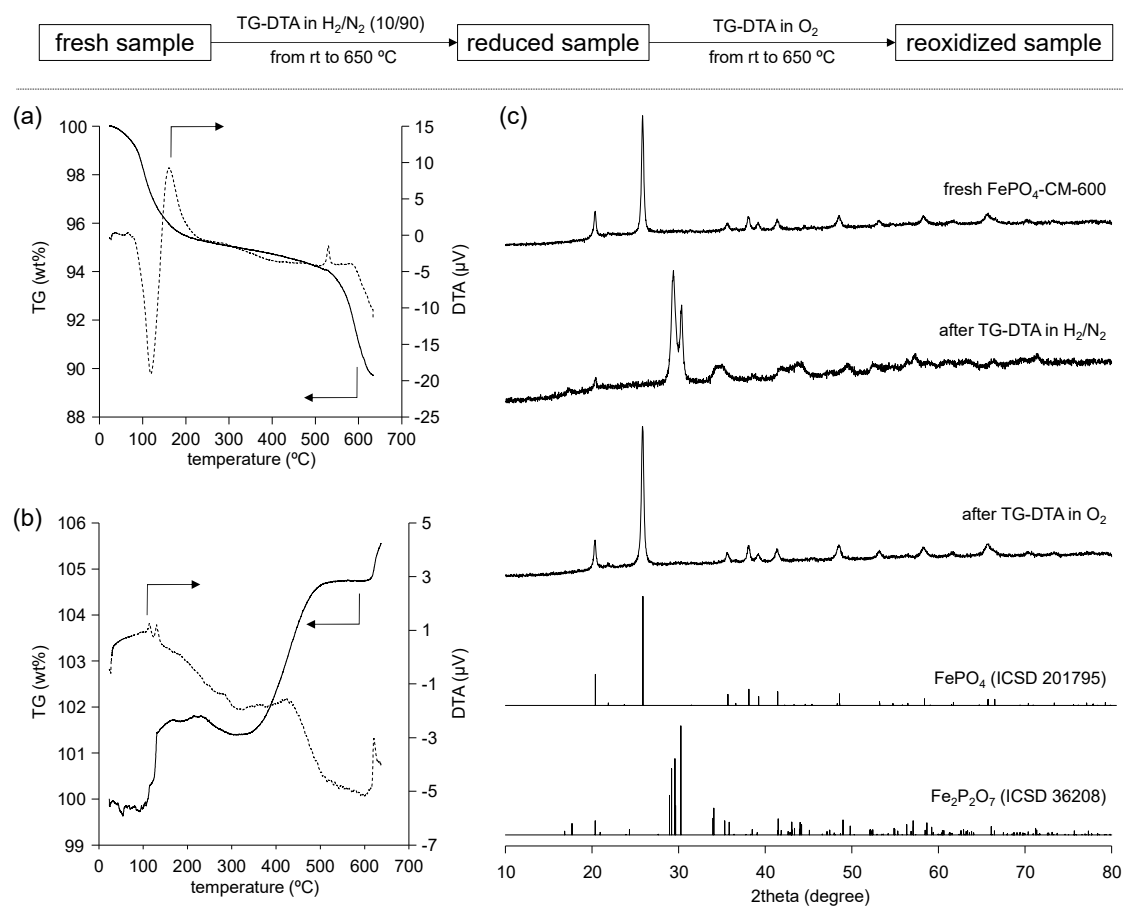 fresh sample
TG-DTA in H₂/N₂ (10/90)
from rt to 650 ºC
reduced sample
TG-DTA in O₂
from rt to 650 ºC
reoxidized sample
(a)
100
98
96
94
92
90
88
TG (wt%)
15
10
5
0
-5
-10
-15
-20
-25
DTA (µV)
0 100 200 300 400 500 600 700
temperature (ºC)
(b)
106
105
104
103
102
101
100
99
TG (wt%)
5
3
1
-1
-3
-5
-7
DTA (µV)
0 100 200 300 400 500 600 700
temperature (ºC)
(c)
fresh FePO₄-CM-600
after TG-DTA in H₂/N₂
after TG-DTA in O₂
FePO₄ (ICSD 201795)
Fe₂P₂O₇ (ICSD 36208)
10 20 30 40 50 60 70 80
2theta (degree)